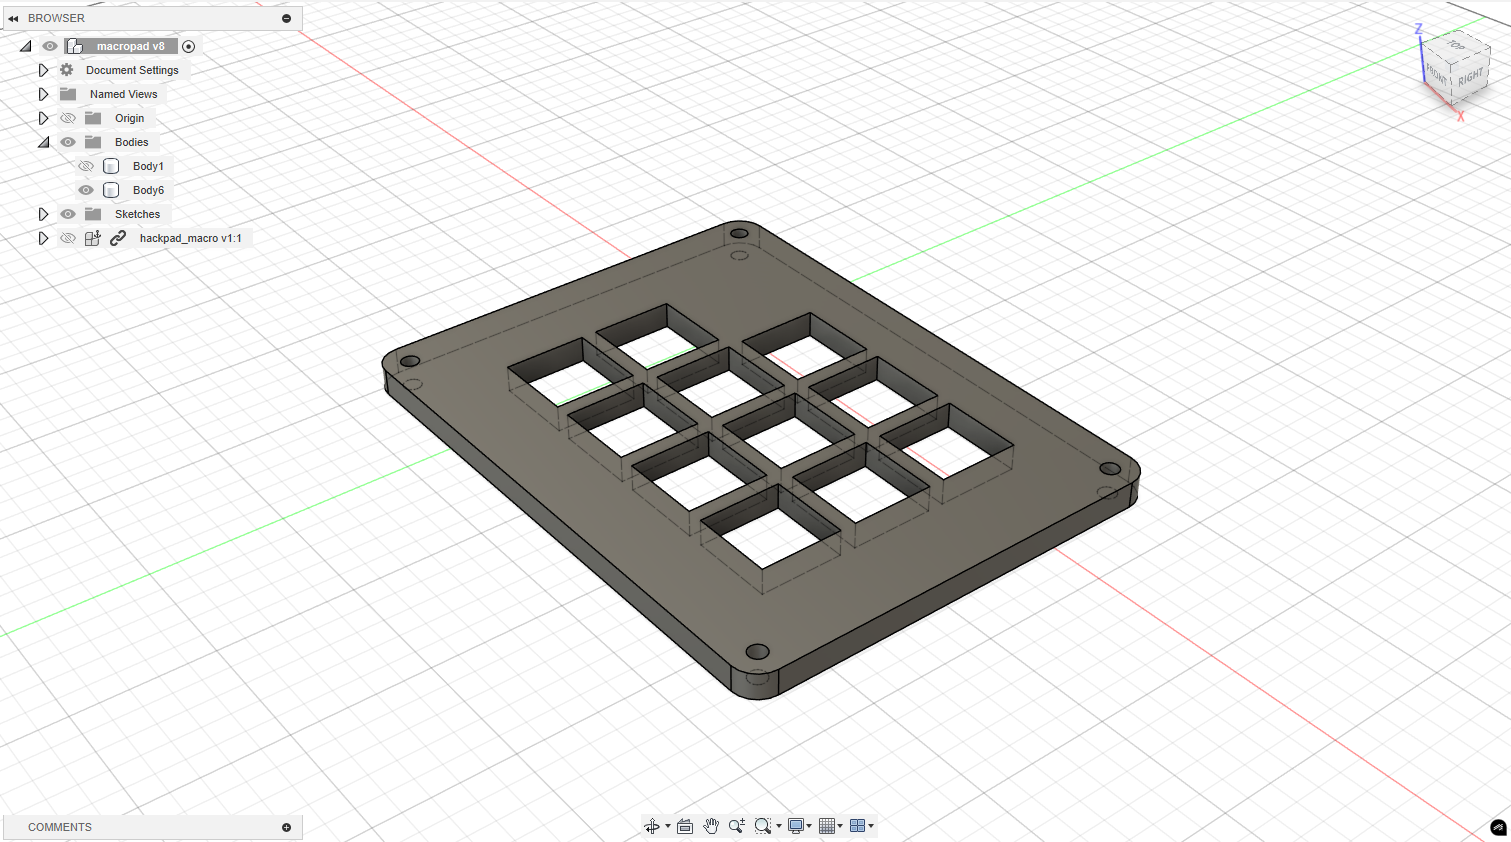 BROWSER
macropad v8
Document Settings
Named Views
Origin
Bodies
Body1
Body6
Sketches
hackpad_macro v1:1
Z
TOP
FRONT
RIGHT
X
COMMENTS